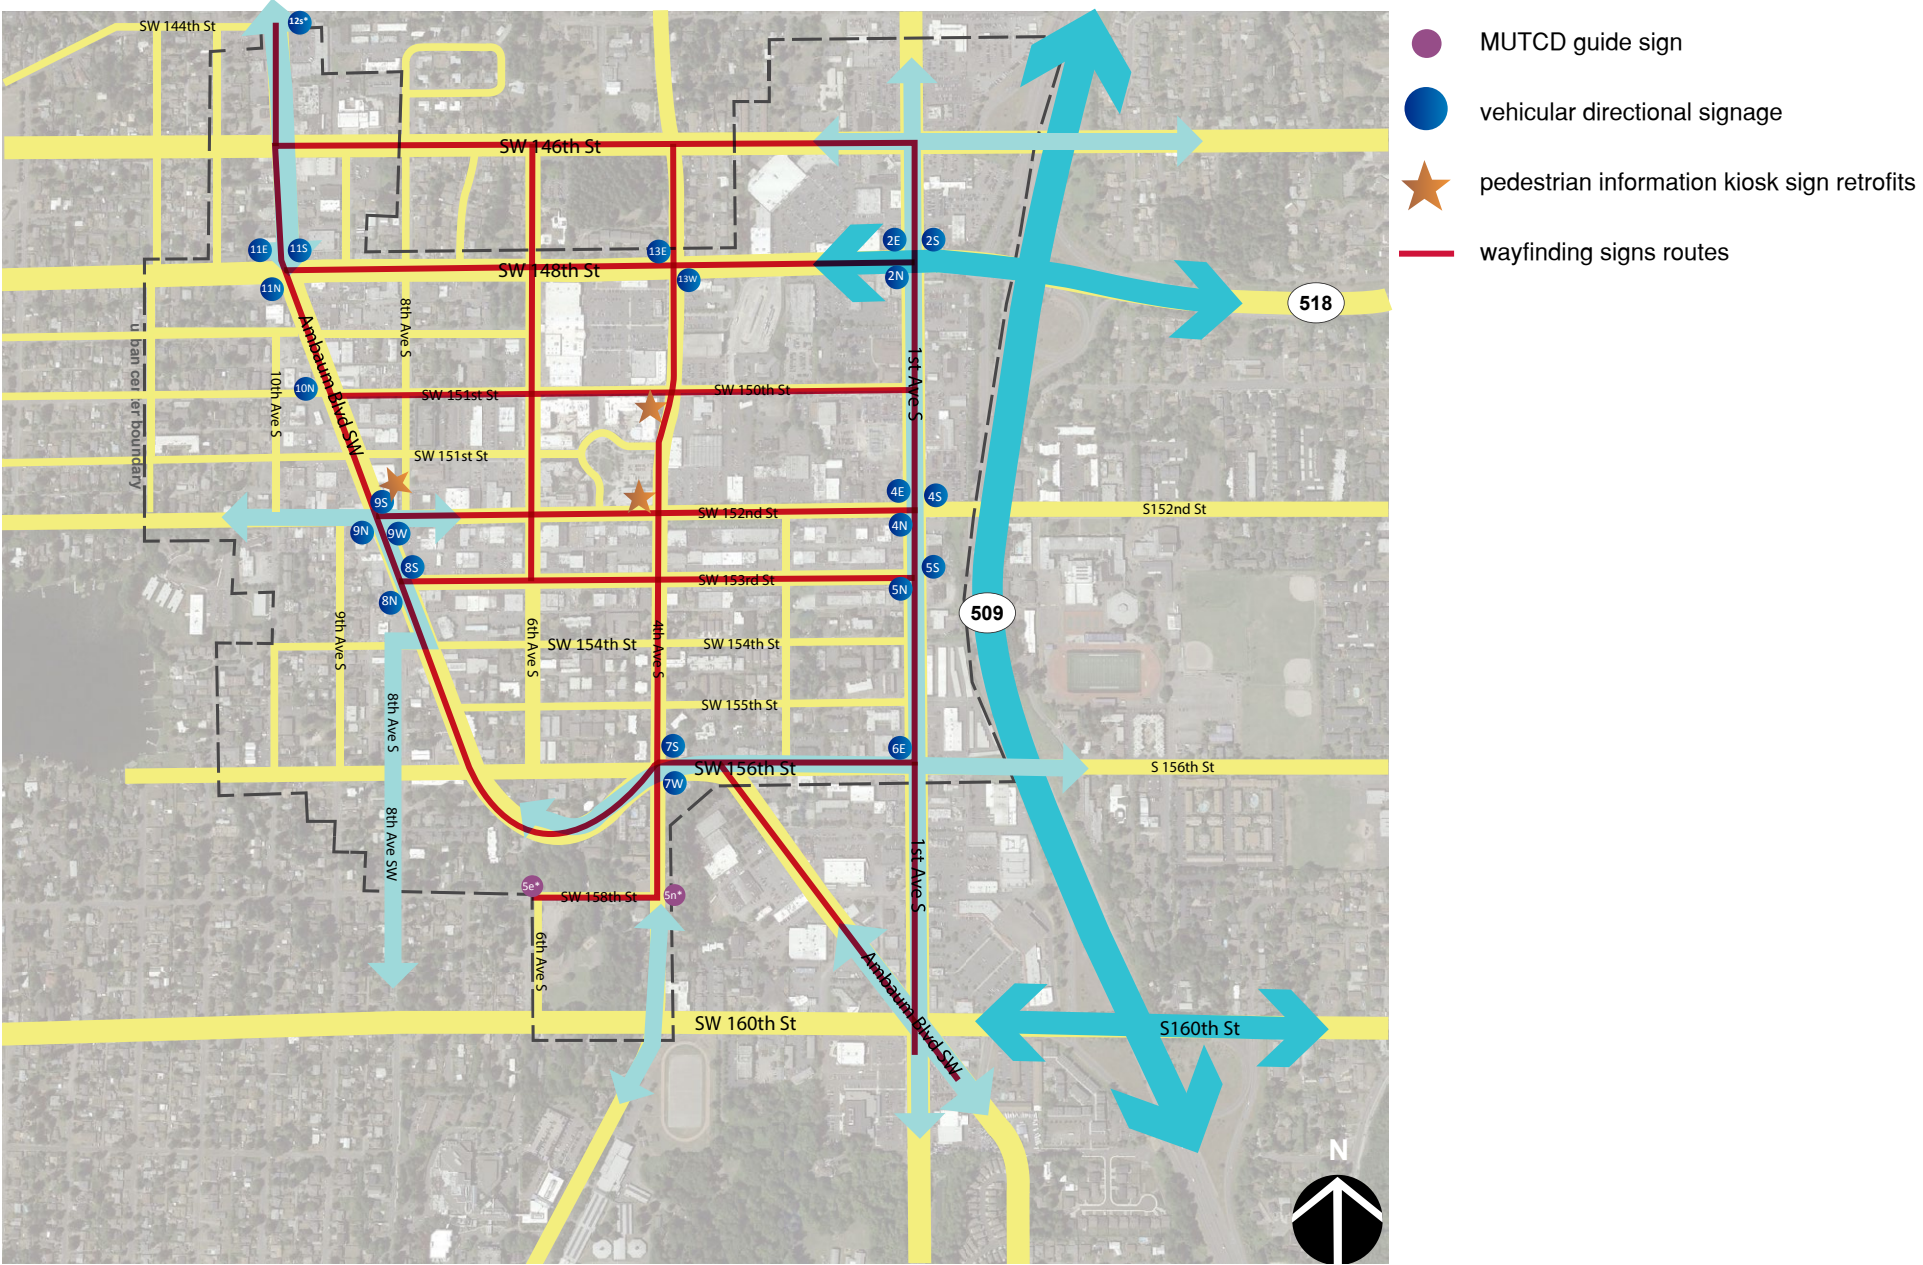 12s*
SW 144th St
MUTCD guide sign
vehicular directional signage
SW 146th St
pedestrian information kiosk sign retrofits
wayfinding signs routes
11E
11S
13E
2E
2S
SW 148th St
11N
13W
2N
518
8th Ave S
Ambaum Blvd SW
urban center boundary
10th Ave S
10N
SW 151st St
SW 150th St
1st Ave S
SW 151st St
9S
4E
4S
SW 152nd St
S152nd St
9N
9W
4N
8S
5S
SW 153rd St
5N
8N
509
9th Ave S
6th Ave S
SW 154th St
4th Ave S
SW 154th St
8th Ave S
SW 155th St
7S
6E
SW 156th St
S 156th St
7W
8th Ave SW
1st Ave S
5e*
SW 158th St
5n*
6th Ave S
Ambaum Blvd SW
SW 160th St
S160th St
N